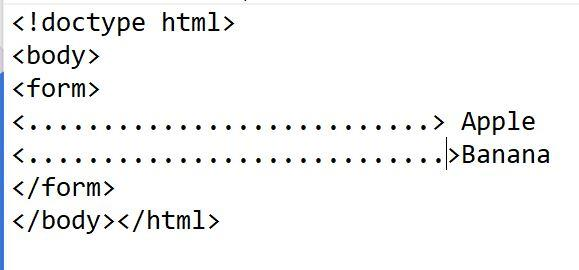 <!doctype html>
<body>
<form>
<...........................> Apple
<............................>Banana
</form>
</body></html>